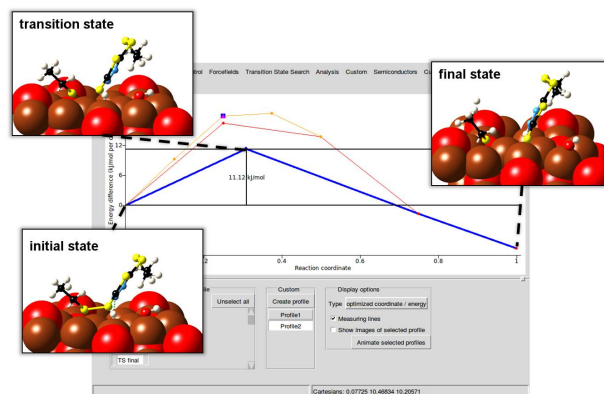 transition state
Forcefields Transition State Search Analysis Custom Semiconductors
final state
Energy difference (kJ/mol per
12
6
0
11.12 kJ/mol
initial state
0.4
0.6
0.8
1
Reaction coordinate
Unselect all
Custom
Create profile
Profile1
Profile2
Display options
Type optimized coordinate / energy
Measuring lines
Show images of selected profile
Animate selected profiles
TS final
Cartesians: 0.07725 10.46834 10.20571